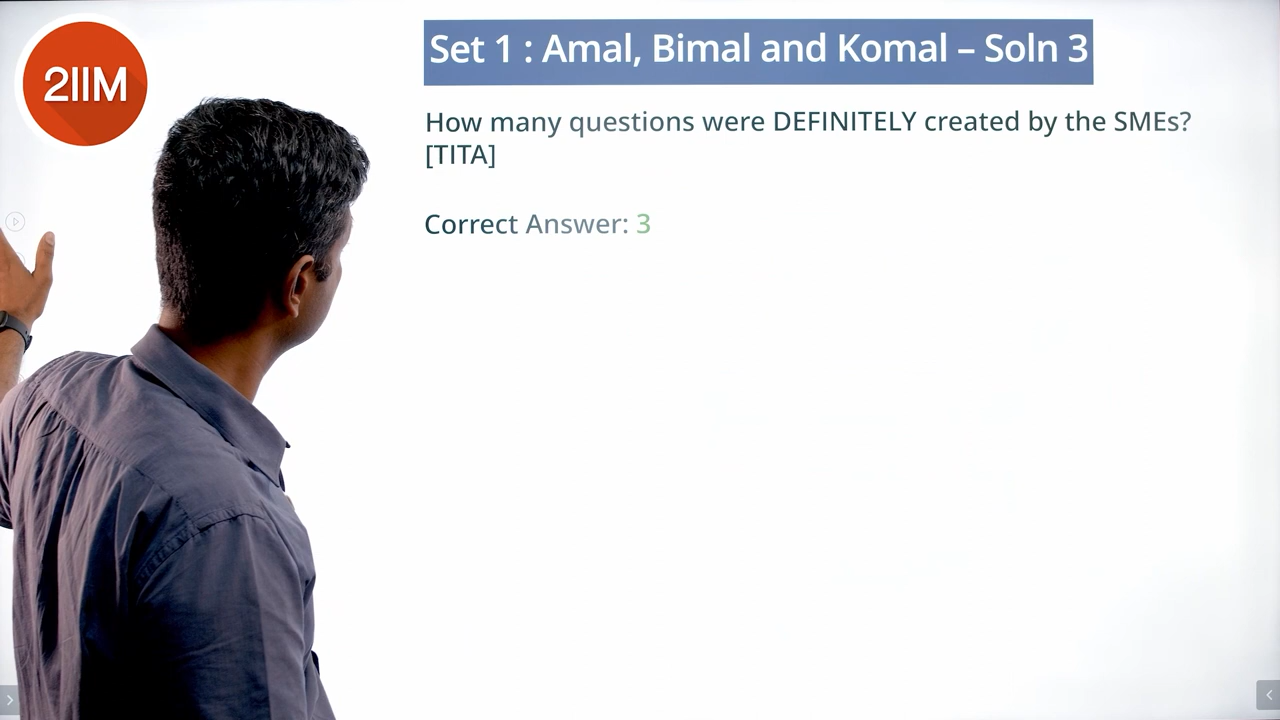 2IIM
Set 1 : Amal, Bimal and Komal – Soln 3
How many questions were DEFINITELY created by the SMEs?
[TITA]
Correct Answer: 3